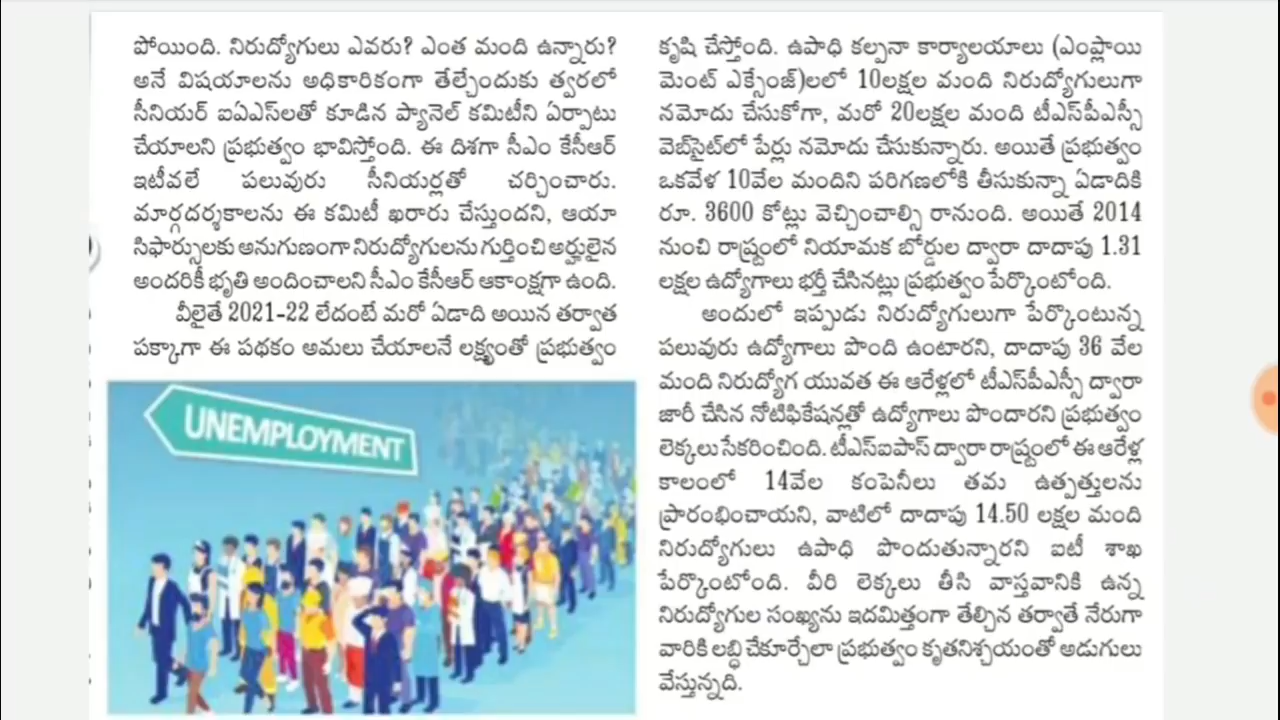 పోయింది. నిరుద్యోగులు ఎవరు? ఎంత మంది ఉన్నారు?
అనే విషయాలను అధికారికంగా తేల్చేందుకు త్వరలో
సీనియర్ ఐఏఎస్‌లతో కూడిన ప్యానెల్ కమిటీని ఏర్పాటు
చేయాలని ప్రభుత్వం భావిస్తోంది. ఈ దిశగా సీఎం కేసీఆర్
ఇటీవలే పలువురు సీనియర్లతో చర్చించారు.
మార్గదర్శకాలను ఈ కమిటీ ఖరారు చేస్తుందని, ఆయా
సిఫార్సులకు అనుగుణంగా నిరుద్యోగులను గుర్తించి అర్హులైన
అందరికీ భృతి అందించాలని సీఎం కేసీఆర్ ఆకాంక్షగా ఉంది.
వీలైతే 2021-22 లేదంటే మరో ఏడాది అయిన తర్వాత
పక్కాగా ఈ పథకం అమలు చేయాలనే లక్ష్యంతో ప్రభుత్వం
UNEMPLOYMENT
కృషి చేస్తోంది. ఉపాధి కల్పనా కార్యాలయాలు (ఎంప్లాయి
మెంట్ ఎక్సేంజ్)లలో 10లక్షల మంది నిరుద్యోగులుగా
నమోదు చేసుకోగా, మరో 20లక్షల మంది టీఎస్‌పీఎస్సీ
వెబ్‌సైట్‌లో పేర్లు నమోదు చేసుకున్నారు. అయితే ప్రభుత్వం
ఒకవేళ 10వేల మందిని పరిగణలోకి తీసుకున్నా ఏడాదికి
రూ. 3600 కోట్లు వెచ్చించాల్సి రానుంది. అయితే 2014
నుంచి రాష్ట్రంలో నియామక బోర్డుల ద్వారా దాదాపు 1.31
లక్షల ఉద్యోగాలు భర్తీ చేసినట్లు ప్రభుత్వం పేర్కొంటోంది.
అందులో ఇప్పుడు నిరుద్యోగులుగా పేర్కొంటున్న
పలువురు ఉద్యోగాలు పొంది ఉంటారని, దాదాపు 36 వేల
మంది నిరుద్యోగ యువత ఈ ఆరేళ్లలో టీఎస్‌పీఎస్సీ ద్వారా
జారీ చేసిన నోటిఫికేషన్లతో ఉద్యోగాలు పొందారని ప్రభుత్వం
లెక్కలు సేకరించింది. టీఎస్‌ఐపాస్ ద్వారా రాష్ట్రంలో ఈ ఆరేళ్ల
కాలంలో 14వేల కంపెనీలు తమ ఉత్పత్తులను
ప్రారంభించాయని, వాటిలో దాదాపు 14.50 లక్షల మంది
నిరుద్యోగులు ఉపాధి పొందుతున్నారని ఐటీ శాఖ
పేర్కొంటోంది. వీరి లెక్కలు తీసి వాస్తవానికి ఉన్న
నిరుద్యోగుల సంఖ్యను ఇదమిత్తంగా తేల్చిన తర్వాతే నేరుగా
వారికి లబ్ధి చేకూర్చేలా ప్రభుత్వం కృతనిశ్చయంతో అడుగులు
వేస్తున్నది.